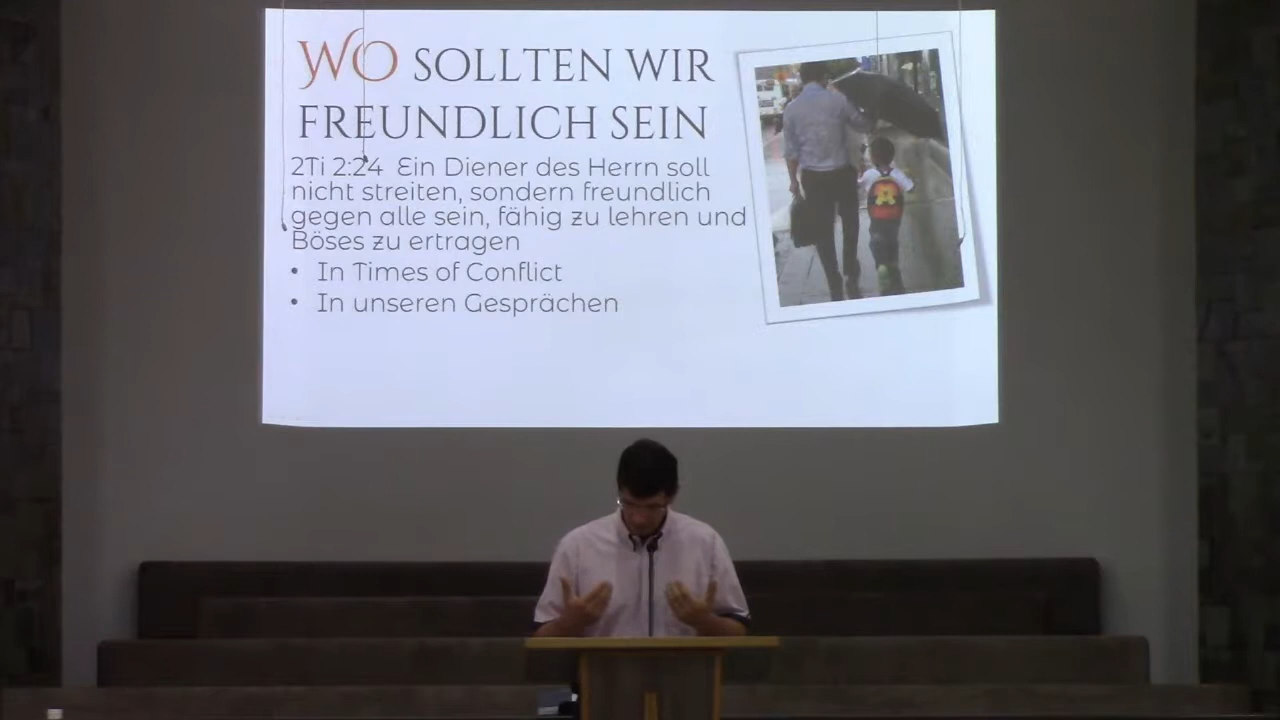 WO SOLLTEN WIR
FREUNDLICH SEIN
2Ti 2:24 Ein Diener des Herrn soll
nicht streiten, sondern freundlich
gegen alle sein, fähig zu lehren und
Böses zu ertragen
• In Times of Conflict
• In unseren Gesprächen